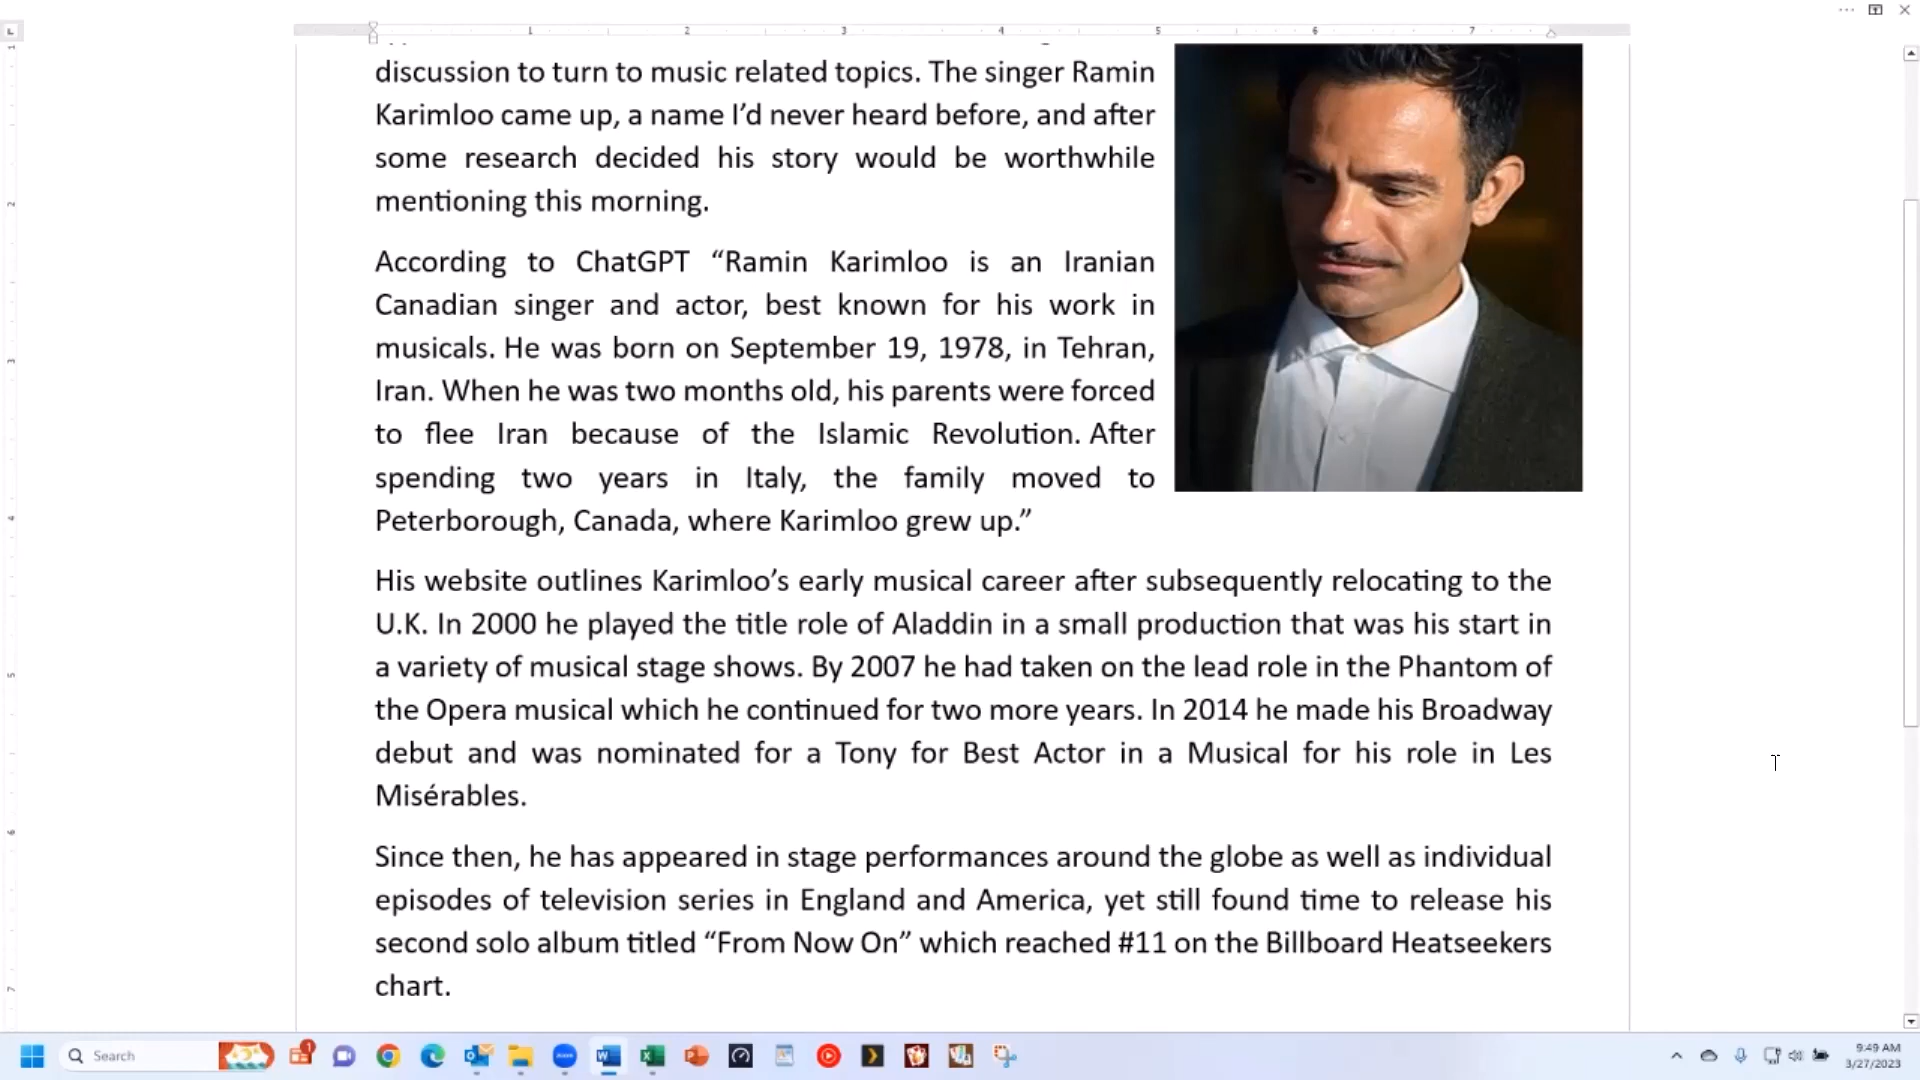 1 2 3 4 5 6 7
discussion to turn to music related topics. The singer Ramin
Karimloo came up, a name I’d never heard before, and after
some research decided his story would be worthwhile
mentioning this morning.
According to ChatGPT “Ramin Karimloo is an Iranian
Canadian singer and actor, best known for his work in
musicals. He was born on September 19, 1978, in Tehran,
Iran. When he was two months old, his parents were forced
to flee Iran because of the Islamic Revolution. After
spending two years in Italy, the family moved to
Peterborough, Canada, where Karimloo grew up.”
His website outlines Karimloo’s early musical career after subsequently relocating to the
U.K. In 2000 he played the title role of Aladdin in a small production that was his start in
a variety of musical stage shows. By 2007 he had taken on the lead role in the Phantom of
the Opera musical which he continued for two more years. In 2014 he made his Broadway
debut and was nominated for a Tony for Best Actor in a Musical for his role in Les
Misérables.
Since then, he has appeared in stage performances around the globe as well as individual
episodes of television series in England and America, yet still found time to release his
second solo album titled “From Now On” which reached #11 on the Billboard Heatseekers
chart.
Search
9:49 AM
3/27/2023